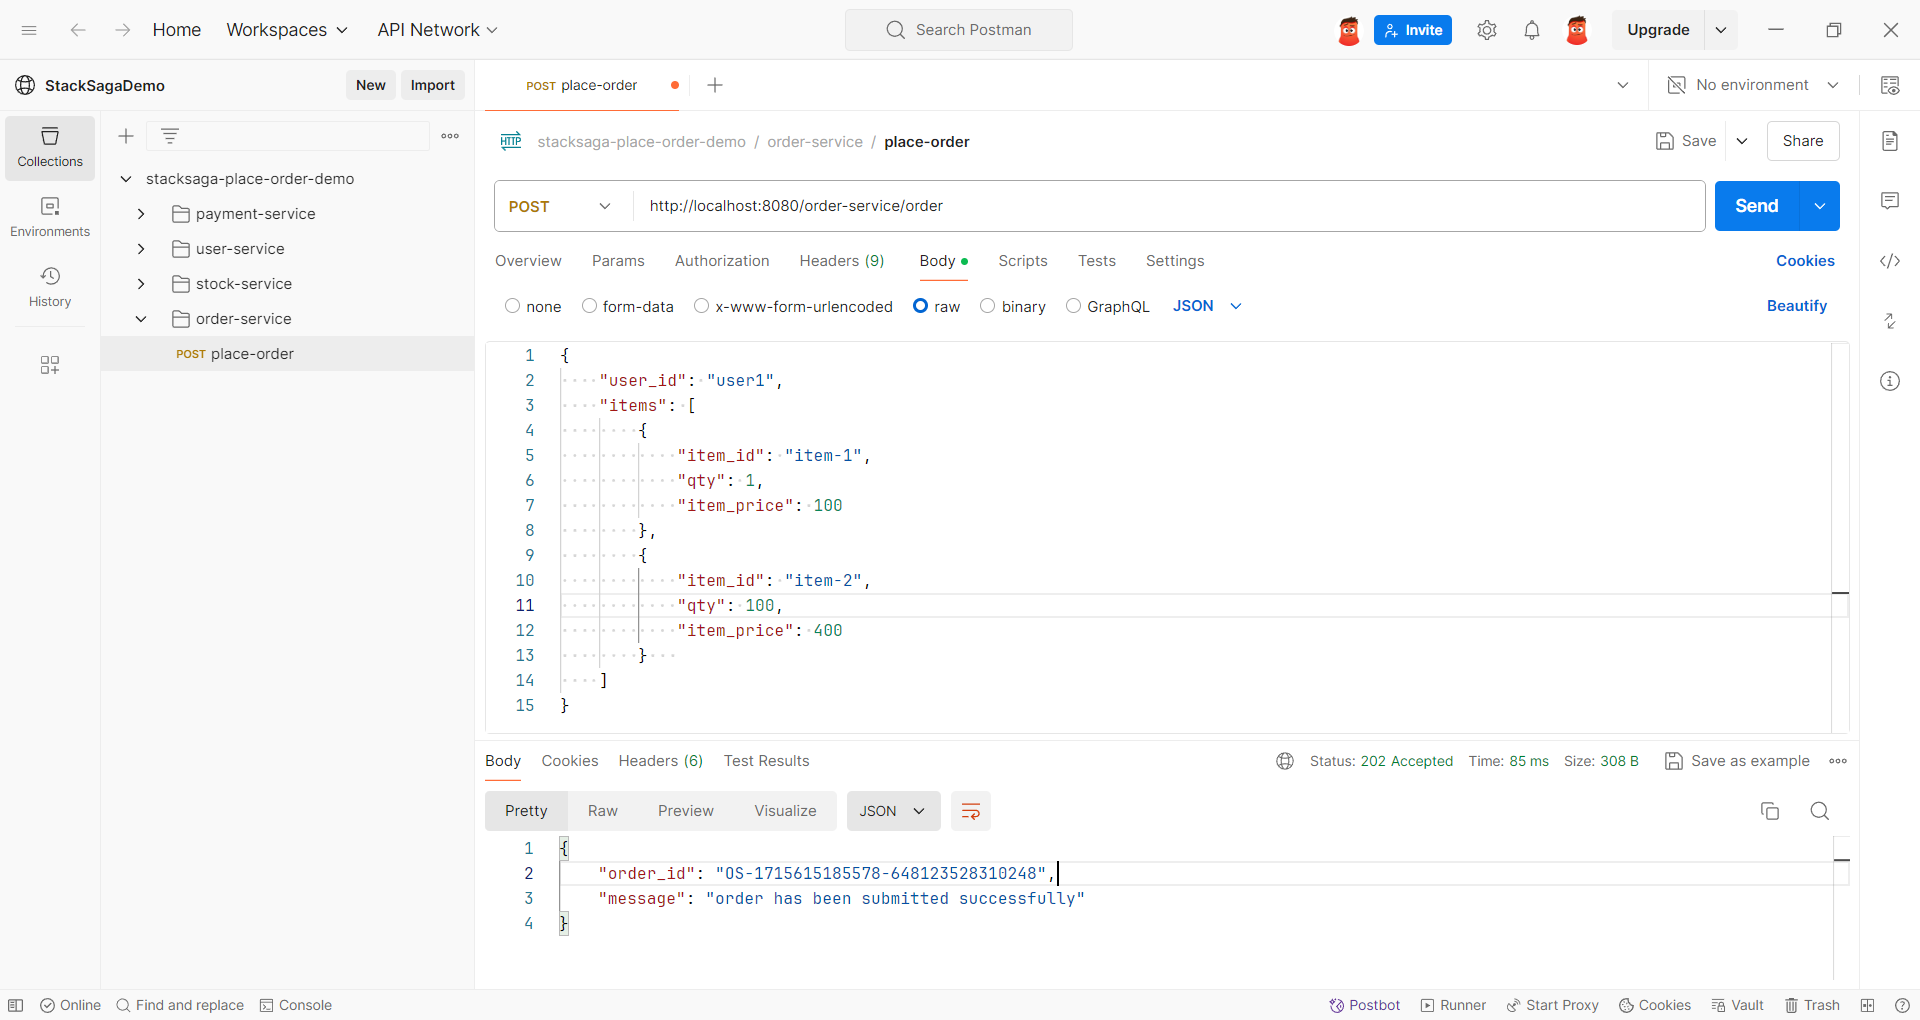 Home Workspaces API Network Search Postman Invite Upgrade
StackSagaDemo New Import POST place-order No environment
Collections
Environments
History
stacksaga-place-order-demo
payment-service
user-service
stock-service
order-service
POST place-order
HTTP stacksaga-place-order-demo / order-service / place-order Save Share
POST http://localhost:8080/order-service/order Send
Overview Params Authorization Headers (9) Body Scripts Tests Settings Cookies
none form-data x-www-form-urlencoded raw binary GraphQL JSON Beautify
1 {
2 "user_id": "user1",
3 "items": [
4 {
5 "item_id": "item-1",
6 "qty": 1,
7 "item_price": 100
8 },
9 {
10 "item_id": "item-2",
11 "qty": 100,
12 "item_price": 400
13 }
14 ]
15 }
Body Cookies Headers (6) Test Results Status: 202 Accepted Time: 85 ms Size: 308 B Save as example
Pretty Raw Preview Visualize JSON
1 {
2 "order_id": "OS-1715615185578-648123528310248",
3 "message": "order has been submitted successfully"
4 }
Online Find and replace Console Postbot Runner Start Proxy Cookies Vault Trash